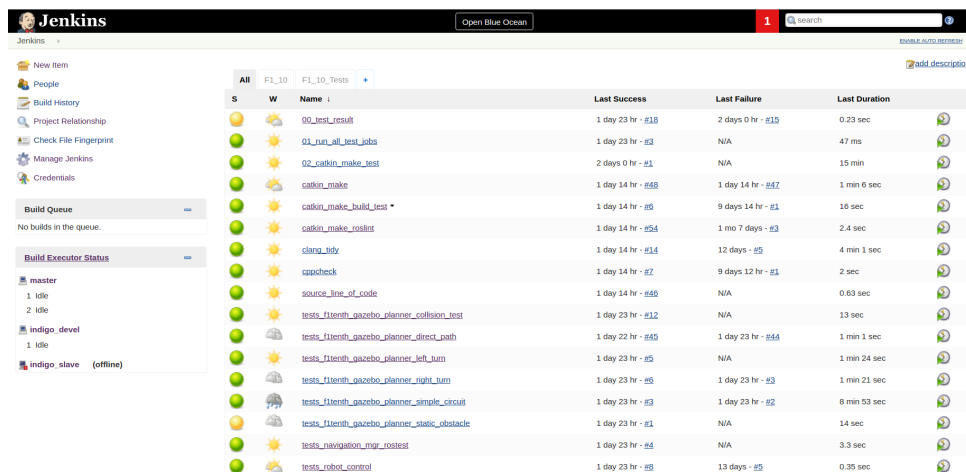 Jenkins
Open Blue Ocean
1
search
Jenkins
ENABLE AUTO REFRESH
New Item
People
Build History
Project Relationship
Check File Fingerprint
Manage Jenkins
Credentials
Build Queue
No builds in the queue.
Build Executor Status
master
1 Idle
2 Idle
indigo_devel
1 Idle
indigo_slave (offline)
add descriptio
All F1_10 F1_10_Tests +
S W Name ↓ Last Success Last Failure Last Duration
00_test_result 1 day 23 hr - #18 2 days 0 hr - #15 0.23 sec
01_run_all_test_jobs 1 day 23 hr - #3 N/A 47 ms
02_catkin_make_test 2 days 0 hr - #1 N/A 15 min
catkin_make 1 day 14 hr - #48 1 day 14 hr - #47 1 min 6 sec
catkin_make_build_test 1 day 14 hr - #6 9 days 14 hr - #1 16 sec
catkin_make_roslint 1 day 14 hr - #54 1 mo 7 days - #3 2.4 sec
clang_tidy 1 day 14 hr - #14 12 days - #5 4 min 1 sec
cppcheck 1 day 14 hr - #7 9 days 12 hr - #1 2 sec
source_line_of_code 1 day 14 hr - #46 N/A 0.63 sec
tests_f1tenth_gazebo_planner_collision_test 1 day 23 hr - #12 N/A 13 sec
tests_f1tenth_gazebo_planner_direct_path 1 day 22 hr - #45 1 day 23 hr - #44 1 min 1 sec
tests_f1tenth_gazebo_planner_left_turn 1 day 23 hr - #5 N/A 1 min 24 sec
tests_f1tenth_gazebo_planner_right_turn 1 day 23 hr - #6 1 day 23 hr - #3 1 min 21 sec
tests_f1tenth_gazebo_planner_simple_circuit 1 day 23 hr - #3 1 day 23 hr - #2 8 min 53 sec
tests_f1tenth_gazebo_planner_static_obstacle 1 day 23 hr - #1 N/A 14 sec
tests_navigation_mgr_rostest 1 day 23 hr - #4 N/A 3.3 sec
tests_robot_control 1 day 23 hr - #8 13 days - #5 0.35 sec